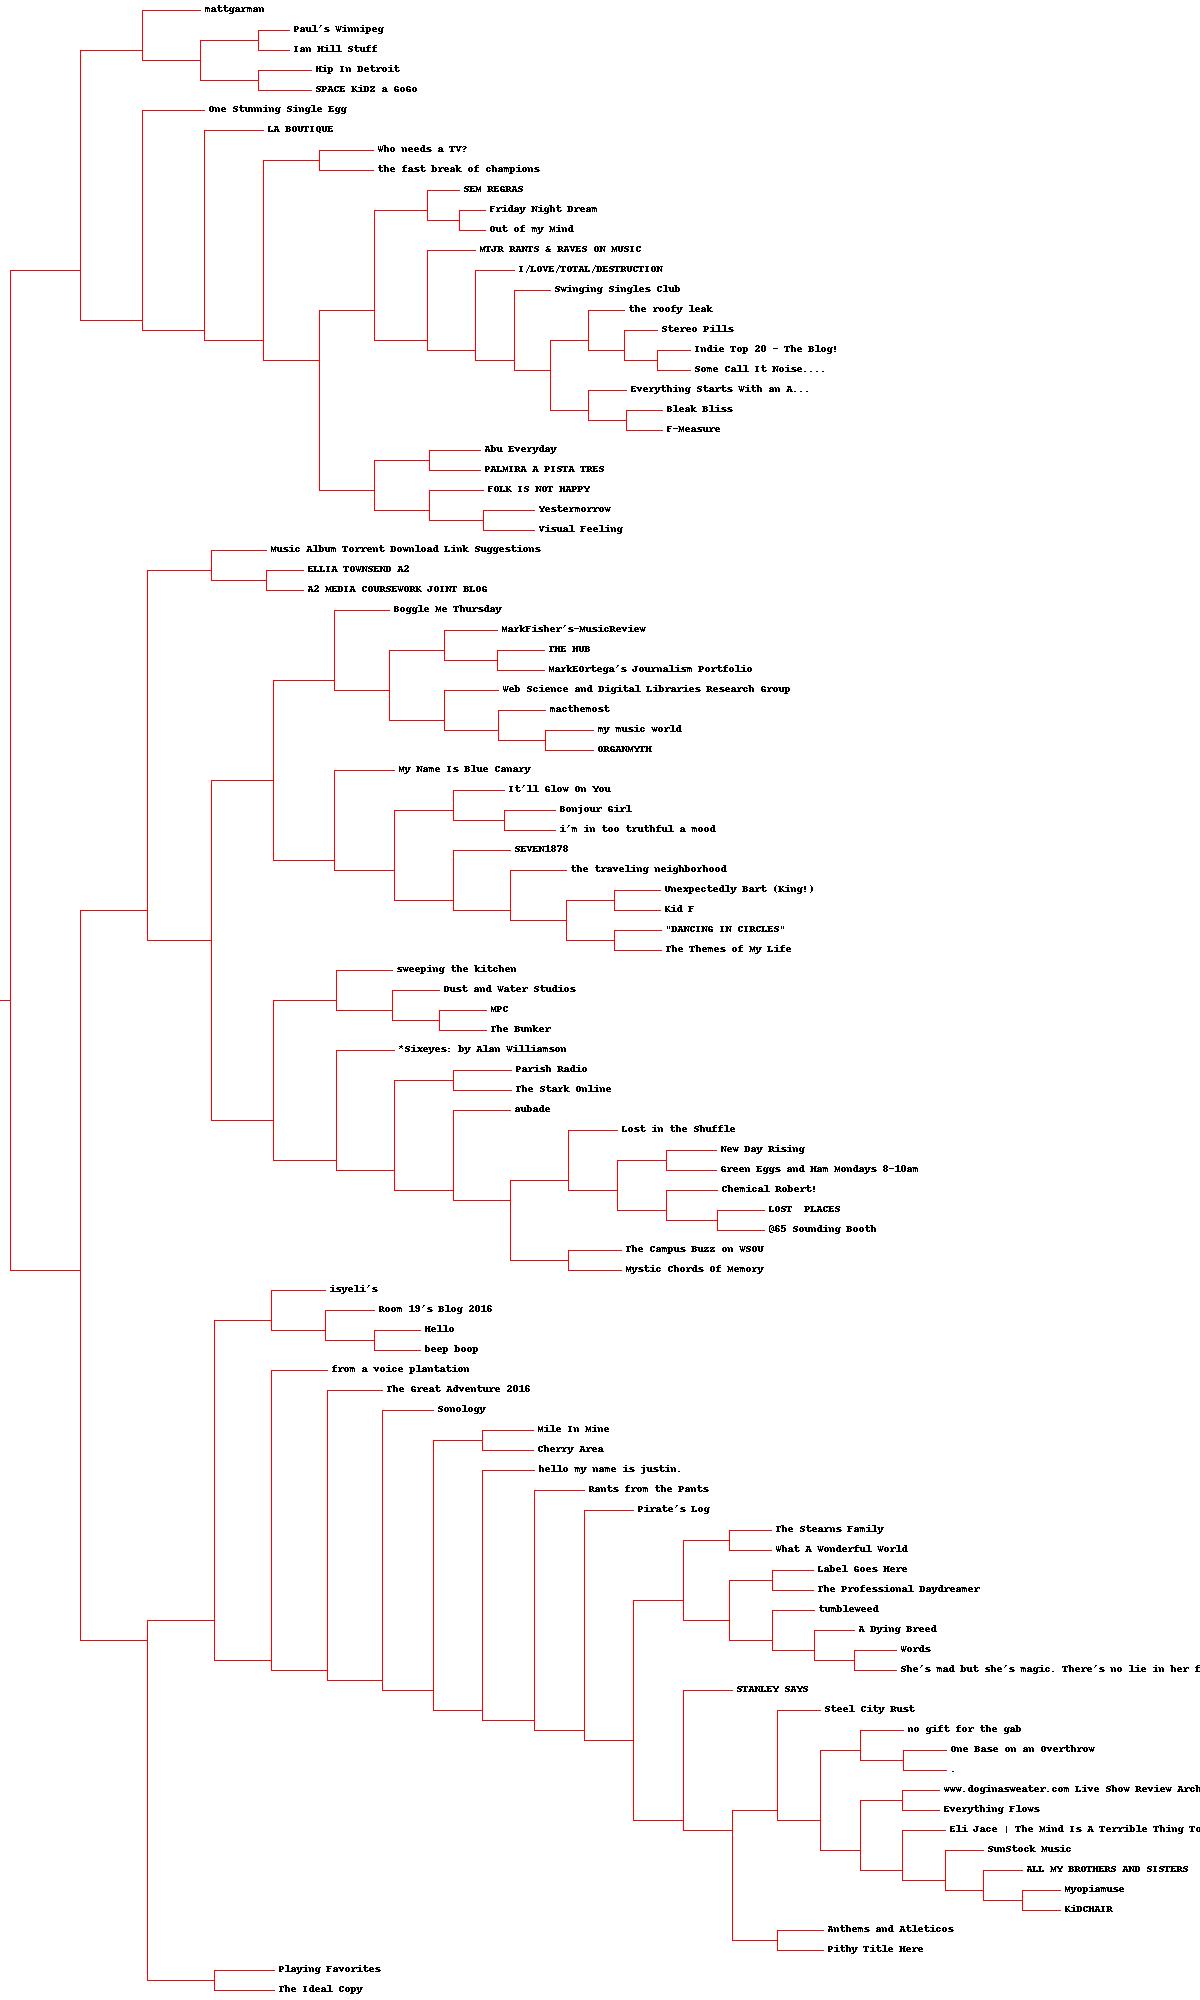 mattgarman
Paul's Winnipeg
Ian Hill Stuff
Hip In Detroit
SPACE KiDZ a GoGo
One Stunning Single Egg
LA BOUTIQUE
Who needs a TV?
the fast break of champions
SEM REGRAS
Friday Night Dream
Out of my Mind
MTJR RANTS & RAVES ON MUSIC
I/LOVE/TOTAL/DESTRUCTION
Swinging Singles Club
the roofy leak
Stereo Pills
Indie Top 20 - The Blog!
Some Call It Noise....
Everything Starts With an A...
Bleak Bliss
F-Measure
Abu Everyday
PALMIRA A PISTA TRES
FOLK IS NOT HAPPY
Yestermorrow
Visual Feeling
Music Album Torrent Download Link Suggestions
ELLIA TOWNSEND A2
A2 MEDIA COURSEWORK JOINT BLOG
Boggle Me Thursday
MarkFisher's-MusicReview
THE HUB
MarkEOrtega's Journalism Portfolio
Web Science and Digital Libraries Research Group
macthemost
my music world
ORGANMYTH
My Name Is Blue Canary
It'll Glow On You
Bonjour Girl
i'm in too truthful a mood
SEVEN1878
the traveling neighborhood
Unexpectedly Bart (King!)
Kid F
"DANCING IN CIRCLES"
The Themes of My Life
sweeping the kitchen
Dust and Water Studios
MPC
The Bunker
*Sixeyes: by Alan Williamson
Parish Radio
The Stark Online
aubade
Lost in the Shuffle
New Day Rising
Green Eggs and Ham Mondays 8-10am
Chemical Robert!
LOST  PLACES
@65 Sounding Booth
The Campus Buzz on WSOU
Mystic Chords Of Memory
isyeli's
Room 19's Blog 2016
Hello
beep boop
from a voice plantation
The Great Adventure 2016
Sonology
Mile In Mine
Cherry Area
hello my name is justin.
Rants from the Pants
Pirate's Log
The Stearns Family
What A Wonderful World
Label Goes Here
The Professional Daydreamer
tumbleweed
A Dying Breed
Words
She's mad but she's magic. There's no lie in her f
STANLEY SAYS
Steel City Rust
no gift for the gab
One Base on an Overthrow
.
www.doginasweater.com Live Show Review Arch
Everything Flows
Eli Jace | The Mind Is A Terrible Thing To
SunStock Music
ALL MY BROTHERS AND SISTERS
Myopiamuse
KiDCHAIR
Anthems and Atleticos
Pithy Title Here
Playing Favorites
The Ideal Copy